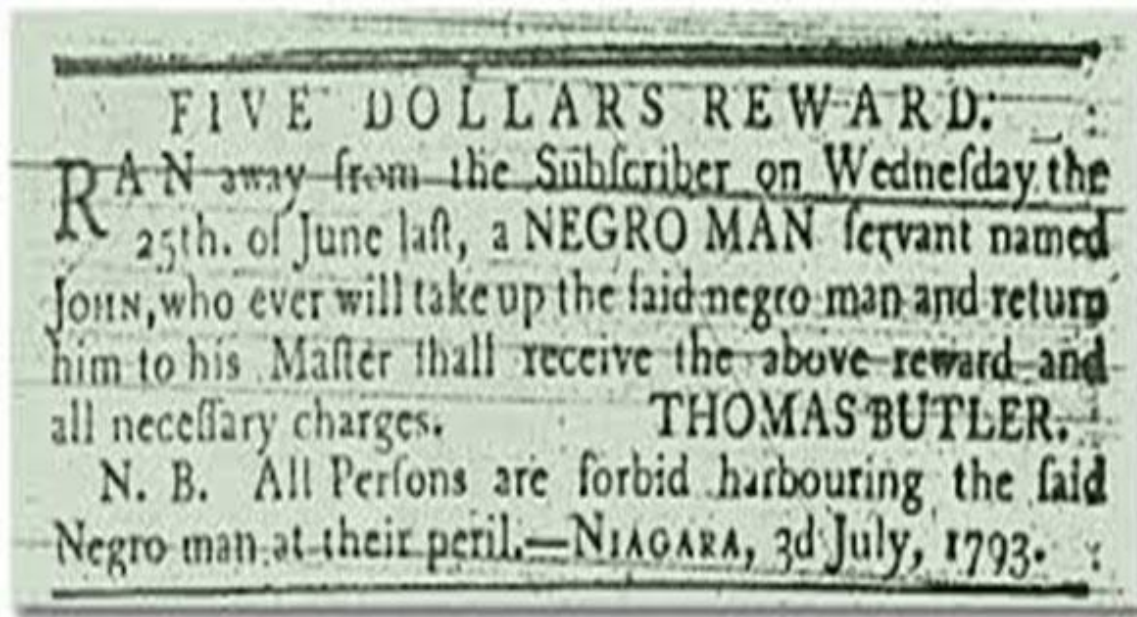 FIVE DOLLARS REWARD.
RAN away from the Subſcriber on Wedneſday the
25th. of June laſt, a NEGRO MAN ſervant named
JOHN, who ever will take up the ſaid negro man and return
him to his Maſter ſhall receive the above reward and
all neceſſary charges. THOMAS BUTLER.
N. B. All Perſons are forbid harbouring the ſaid
Negro man at their peril.—NIAGARA, 3d July, 1793.